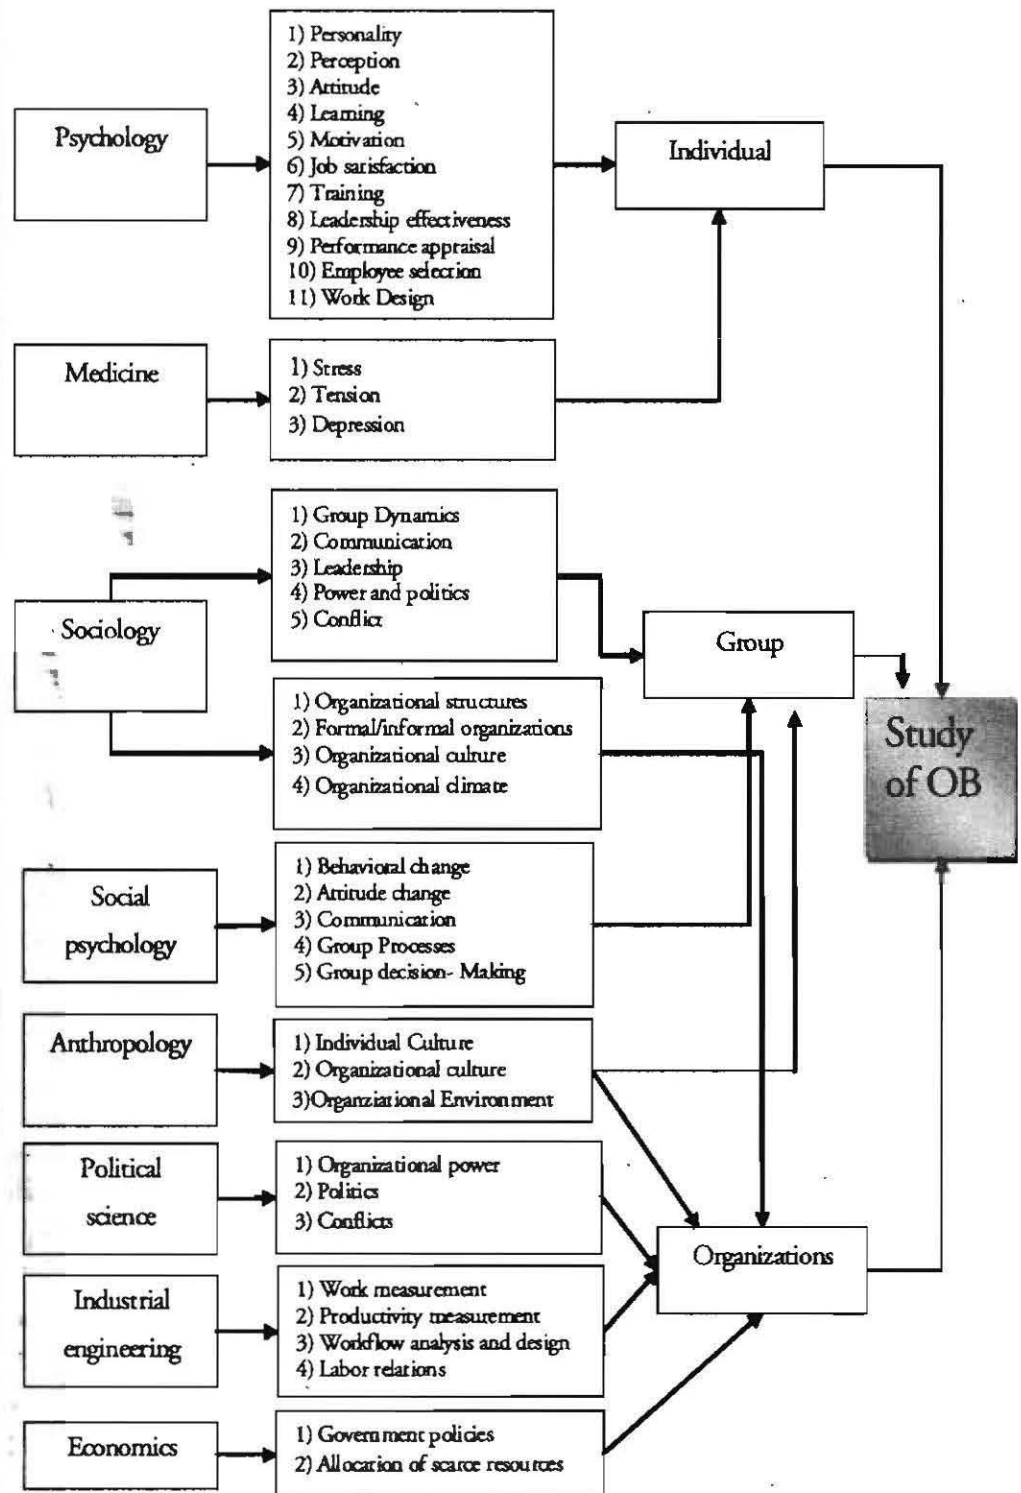 Psychology
1) Personality
2) Perception
3) Attitude
4) Learning
5) Motivation
6) Job satisfaction
7) Training
8) Leadership effectiveness
9) Performance appraisal
10) Employee selection
11) Work Design
Individual
Medicine
1) Stress
2) Tension
3) Depression
Sociology
1) Group Dynamics
2) Communication
3) Leadership
4) Power and politics
5) Conflict
Group
1) Organizational structures
2) Formal/informal organizations
3) Organizational culture
4) Organizational climate
Study
of OB
Social
psychology
1) Behavioral change
2) Attitude change
3) Communication
4) Group Processes
5) Group decision- Making
Anthropology
1) Individual Culture
2) Organizational culture
3)Organziational Environment
Political
science
1) Organizational power
2) Politics
3) Conflicts
Organizations
Industrial
engineering
1) Work measurement
2) Productivity measurement
3) Workflow analysis and design
4) Labor relations
Economics
1) Government policies
2) Allocation of scarce resources